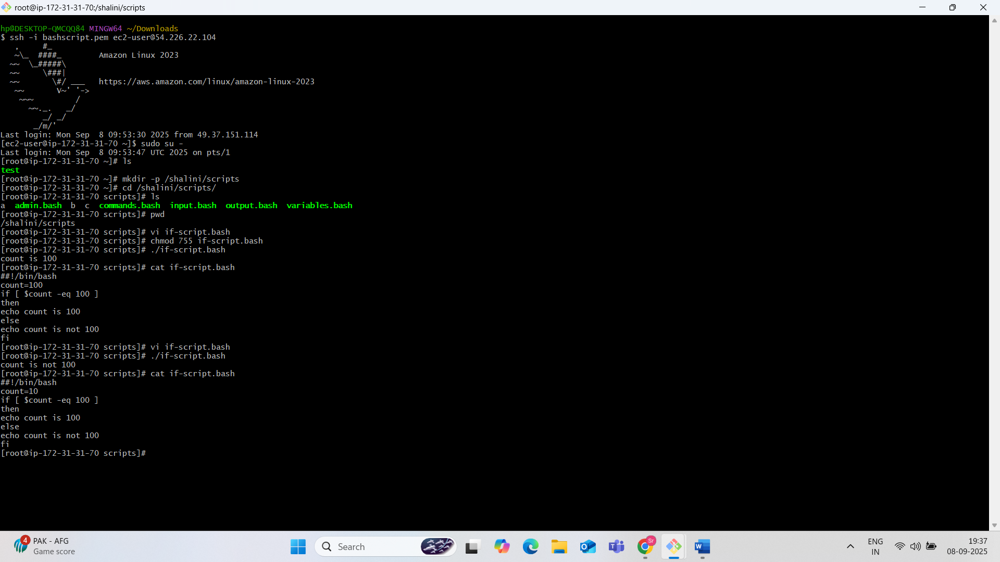 root@ip-172-31-31-70:/shalini/scripts
hp@DESKTOP-QMCQQ84 MINGW64 ~/Downloads
$ ssh -i bashscript.pem ec2-user@54.226.22.104
   ,     #_
   ~\_  ####_        Amazon Linux 2023
  ~~  \_#####\
  ~~     \###|
  ~~       \#/ ___   https://aws.amazon.com/linux/amazon-linux-2023
   ~~       V~' '->
    ~~~         /
      ~~._.   _/
         _/ _/
       _/m/'
Last login: Mon Sep  8 09:53:30 2025 from 49.37.151.114
[ec2-user@ip-172-31-31-70 ~]$ sudo su -
Last login: Mon Sep  8 09:53:47 UTC 2025 on pts/1
[root@ip-172-31-31-70 ~]# ls
test
[root@ip-172-31-31-70 ~]# mkdir -p /shalini/scripts
[root@ip-172-31-31-70 ~]# cd /shalini/scripts/
[root@ip-172-31-31-70 scripts]# ls
a  admin.bash  b  c  commands.bash  input.bash  output.bash  variables.bash
[root@ip-172-31-31-70 scripts]# pwd
/shalini/scripts
[root@ip-172-31-31-70 scripts]# vi if-script.bash
[root@ip-172-31-31-70 scripts]# chmod 755 if-script.bash
[root@ip-172-31-31-70 scripts]# ./if-script.bash
count is 100
[root@ip-172-31-31-70 scripts]# cat if-script.bash
##!/bin/bash
count=100
if [ $count -eq 100 ]
then
echo count is 100
else
echo count is not 100
fi
[root@ip-172-31-31-70 scripts]# vi if-script.bash
[root@ip-172-31-31-70 scripts]# ./if-script.bash
count is not 100
[root@ip-172-31-31-70 scripts]# cat if-script.bash
##!/bin/bash
count=10
if [ $count -eq 100 ]
then
echo count is 100
else
echo count is not 100
fi
[root@ip-172-31-31-70 scripts]#
4
PAK - AFG
Game score
Search
Sr
ENG
IN
19:37
08-09-2025